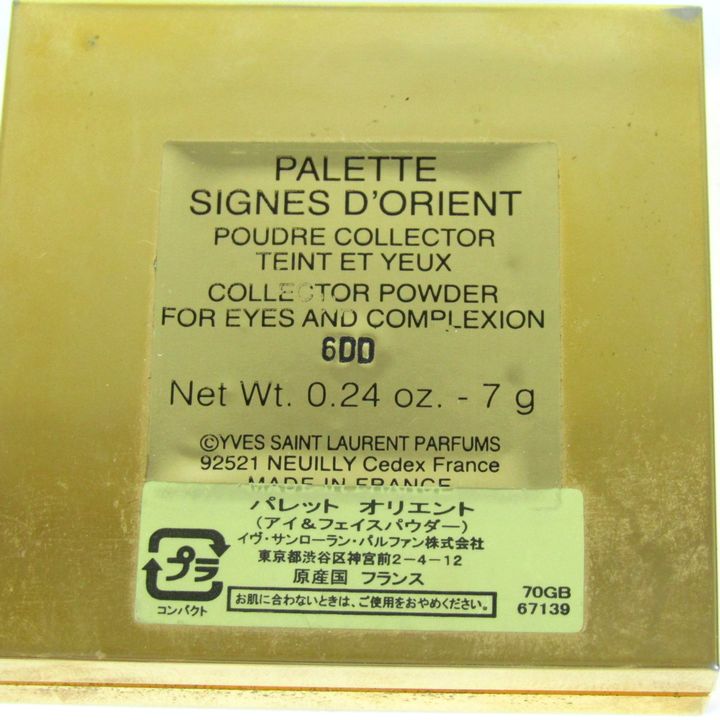 PALETTE
SIGNES D'ORIENT
POUDRE COLLECTOR
TEINT ET YEUX
COLLECTOR POWDER
FOR EYES AND COMPLEXION
6DD
Net Wt. 0.24 oz. - 7 g
©YVES SAINT LAURENT PARFUMS
92521 NEUILLY Cedex France
MADE IN FRANCE
パレット オリエント
(アイ&フェイスパウダー)
イヴ・サンローラン・パルファン株式会社
東京都渋谷区神宮前2-4-12
原産国 フランス
プラ
コンパクト
お肌に合わないときは、ご使用をおやめください。
70GB
67139